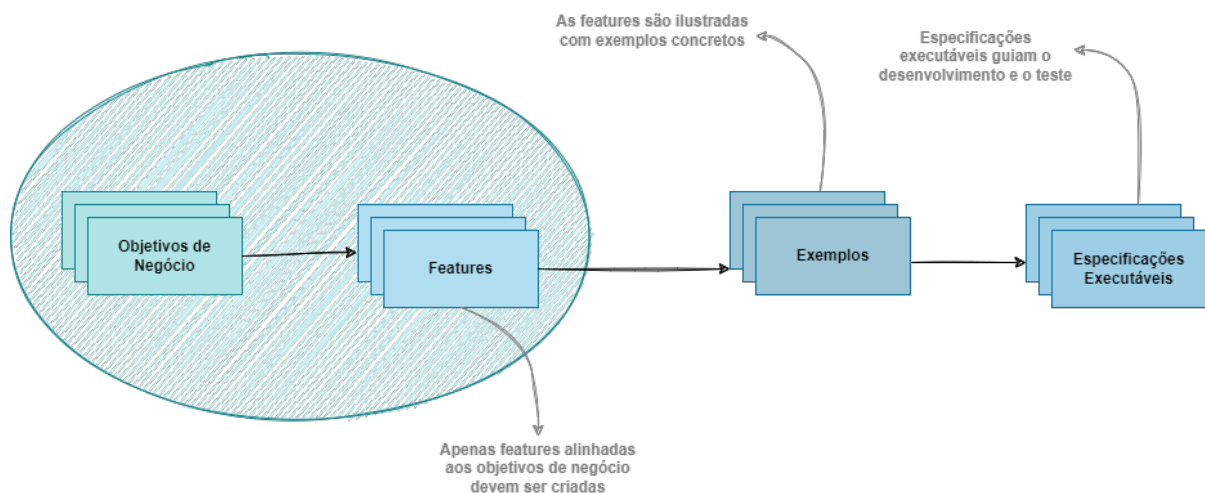 As features são ilustradas
com exemplos concretos
Especificações
executáveis guiam o
desenvolvimento e o teste
Objetivos de
Negócio
Features
Exemplos
Especificações
Executáveis
Apenas features alinhadas
aos objetivos de negócio
devem ser criadas